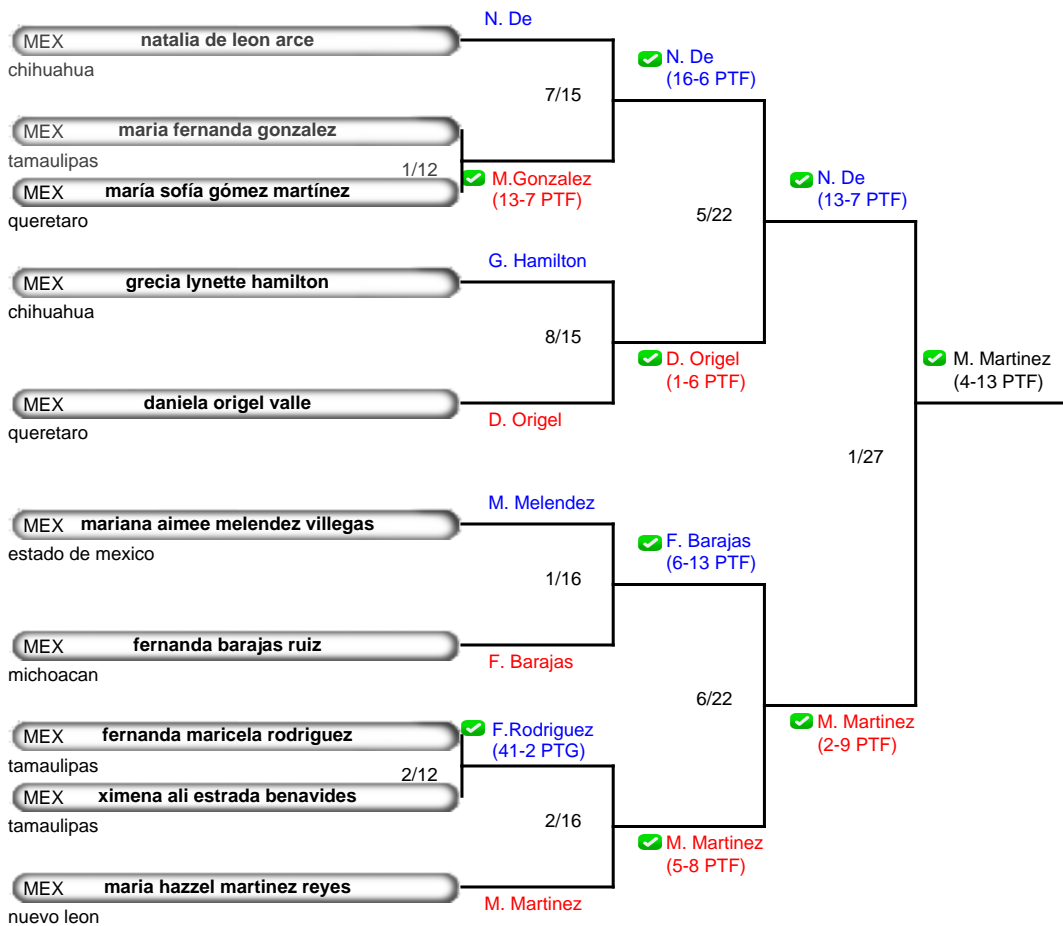 N. De
MEX natalia de leon arce
chihuahua
N. De
(16-6 PTF)
7/15
MEX maria fernanda gonzalez
tamaulipas
1/12
M.Gonzalez
(13-7 PTF)
MEX maría sofía gómez martínez
queretaro
N. De
(13-7 PTF)
5/22
G. Hamilton
MEX grecia lynette hamilton
chihuahua
8/15
D. Origel
(1-6 PTF)
M. Martinez
(4-13 PTF)
MEX daniela origel valle
queretaro
D. Origel
1/27
M. Melendez
MEX mariana aimee melendez villegas
estado de mexico
F. Barajas
(6-13 PTF)
1/16
MEX fernanda barajas ruiz
michoacan
F. Barajas
6/22
M. Martinez
(2-9 PTF)
MEX fernanda maricela rodriguez
tamaulipas
F.Rodriguez
(41-2 PTG)
2/12
MEX ximena ali estrada benavides
tamaulipas
2/16
M. Martinez
(5-8 PTF)
MEX maria hazzel martinez reyes
nuevo leon
M. Martinez